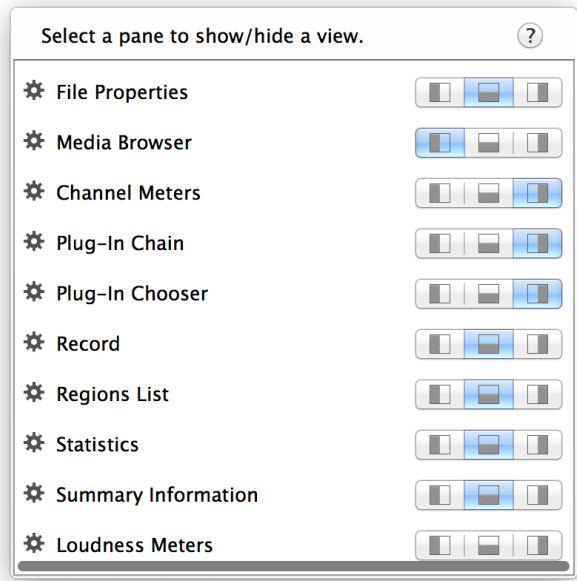 Select a pane to show/hide a view. ?
File Properties
Media Browser
Channel Meters
Plug-In Chain
Plug-In Chooser
Record
Regions List
Statistics
Summary Information
Loudness Meters